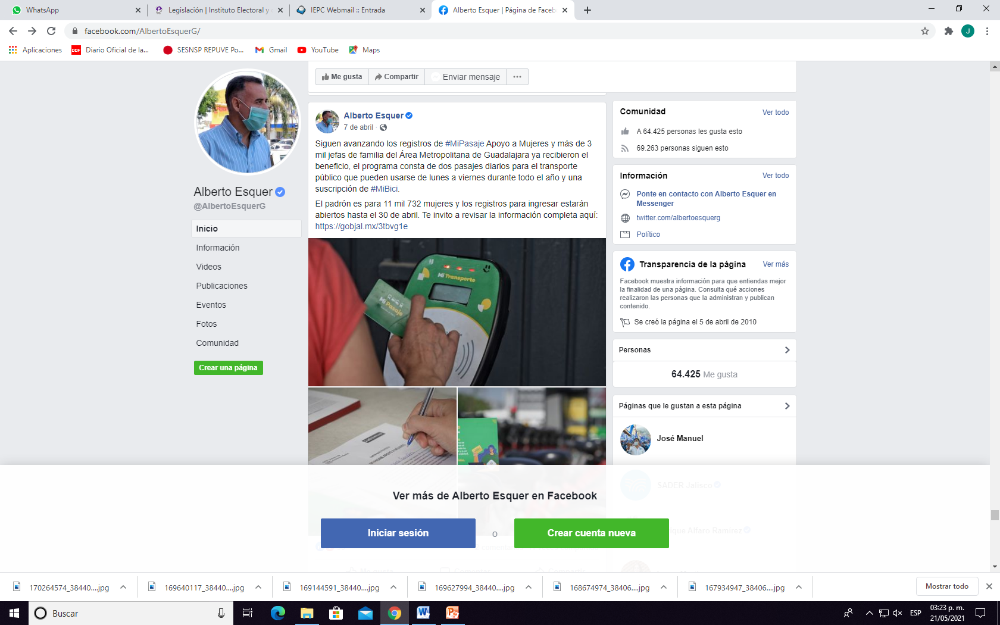 WhatsApp
Legislación | Instituto Electoral y
IEPC Webmail :: Entrada
Alberto Esquer | Página de Faceb
facebook.com/AlbertoEsquerG/
J
Aplicaciones
DOF Diario Oficial de la...
SESNSP REPUVE Po...
Gmail
YouTube
Maps
Me gusta
Compartir
Enviar mensaje
Alberto Esquer
@AlbertoEsquerG
Inicio
Información
Videos
Publicaciones
Eventos
Fotos
Comunidad
Crear una página
Alberto Esquer
7 de abril ·
Siguen avanzando los registros de #MiPasaje Apoyo a Mujeres y más de 3
mil jefas de familia del Área Metropolitana de Guadalajara ya recibieron el
beneficio, el programa consta de dos pasajes diarios para el transporte
público que pueden usarse de lunes a viernes durante todo el año y una
suscripción de #MiBici.
El padrón es para 11 mil 732 mujeres y los registros para ingresar estarán
abiertos hasta el 30 de abril. Te invito a revisar la información completa aquí:
https://gobjal.mx/3tbvg1e
Mi Transporte
Mi Pasaje
Comunidad
Ver todo
A 64.425 personas les gusta esto
69.263 personas siguen esto
Información
Ver todo
Ponte en contacto con Alberto Esquer en
Messenger
twitter.com/albertoesquerg
Político
Transparencia de la página
Ver más
Facebook muestra información para que entiendas mejor
la finalidad de una página. Consulta qué acciones
realizaron las personas que la administran y publican
contenido.
Se creó la página el 5 de abril de 2010
Personas
64.425 Me gusta
Páginas que le gustan a esta página
José Manuel
SADER Jalisco
Alfaro Ramírez
Ver más de Alberto Esquer en Facebook
Iniciar sesión
o
Crear cuenta nueva
170264574_38440....jpg
169640117_38440....jpg
169144591_38440....jpg
169627994_38440....jpg
168674974_38406....jpg
167934947_38406....jpg
Mostrar todo
Buscar
ESP
03:23 p. m.
21/05/2021